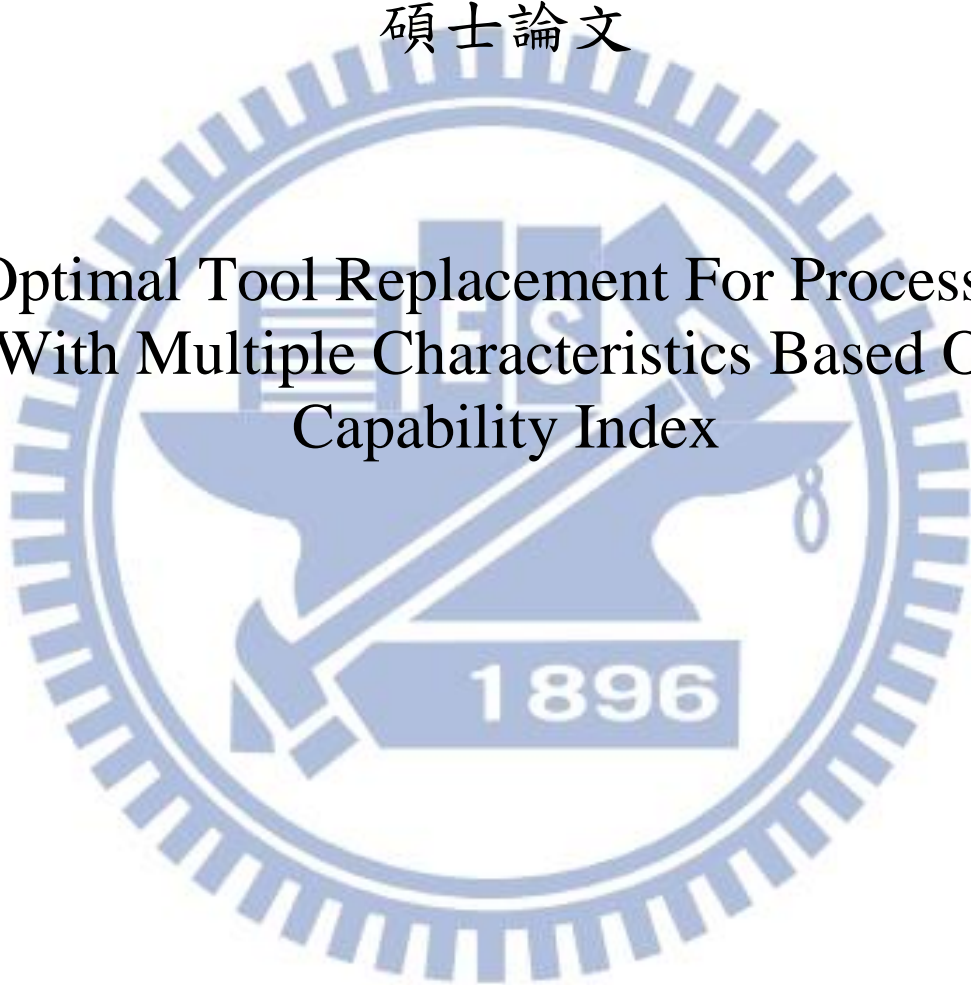 碩士論文
Optimal Tool Replacement For Process
With Multiple Characteristics Based
Capability Index
E S A
1896